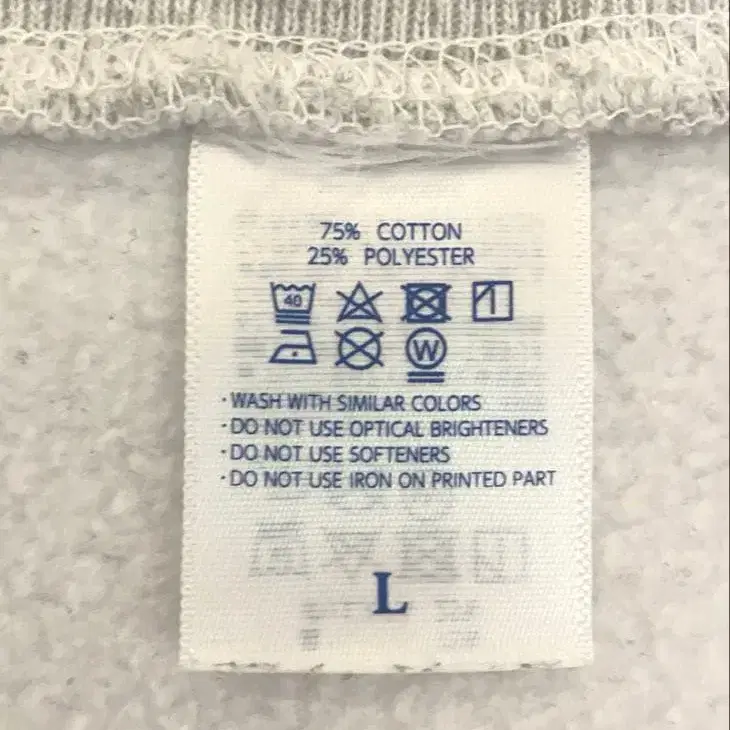 75% COTTON
25% POLYESTER
40
W
·WASH WITH SIMILAR COLORS
·DO NOT USE OPTICAL BRIGHTENERS
·DO NOT USE SOFTENERS
·DO NOT USE IRON ON PRINTED PART
L